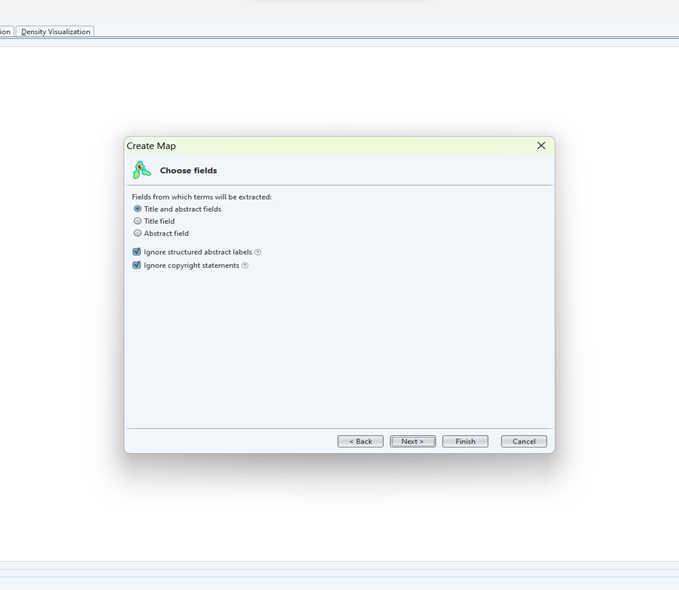 ion Density Visualization
Create Map
Choose fields
Fields from which terms will be extracted:
Title and abstract fields
Title field
Abstract field
Ignore structured abstract labels ?
Ignore copyright statements ?
< Back Next > Finish Cancel